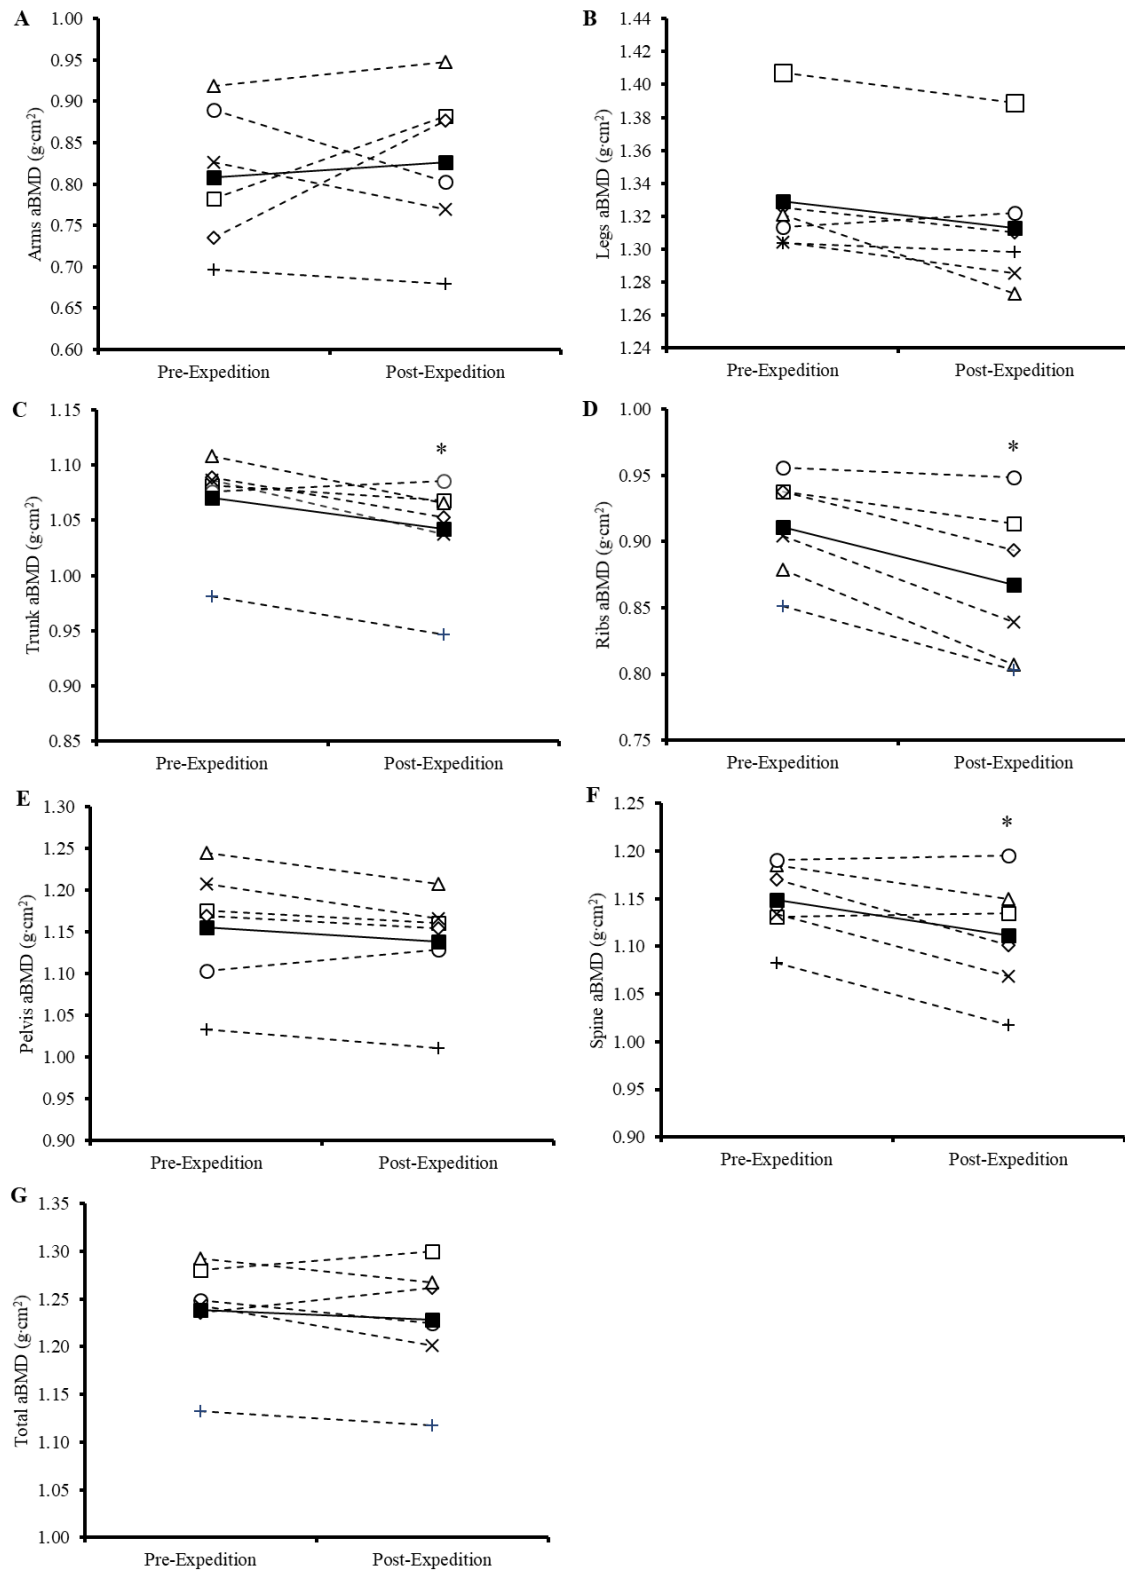 A
Arms aBMD (g·cm²)
1.00
0.95
0.90
0.85
0.80
0.75
0.70
0.65
0.60
Pre-Expedition Post-Expedition
B
Legs aBMD (g·cm²)
1.44
1.42
1.40
1.38
1.36
1.34
1.32
1.30
1.28
1.26
1.24
Pre-Expedition Post-Expedition
C
Trunk aBMD (g·cm²)
1.15
1.10
1.05
1.00
0.95
0.90
0.85
*
Pre-Expedition Post-Expedition
D
Ribs aBMD (g·cm²)
1.00
0.95
0.90
0.85
0.80
0.75
*
Pre-Expedition Post-Expedition
E
Pelvis aBMD (g·cm²)
1.30
1.25
1.20
1.15
1.10
1.05
1.00
0.95
0.90
Pre-Expedition Post-Expedition
F
Spine aBMD (g·cm²)
1.25
1.20
1.15
1.10
1.05
1.00
0.95
0.90
*
Pre-Expedition Post-Expedition
G
Total aBMD (g·cm²)
1.35
1.30
1.25
1.20
1.15
1.10
1.05
1.00
Pre-Expedition Post-Expedition